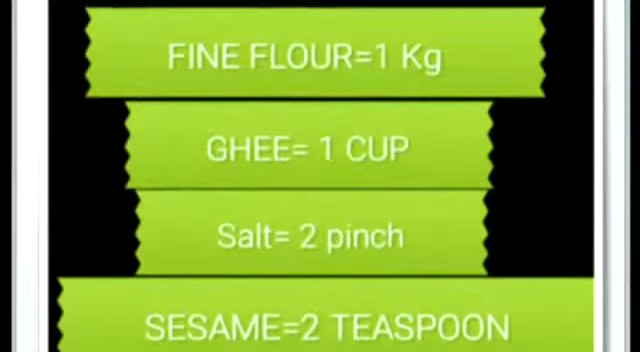 FINE FLOUR=1 Kg
GHEE= 1 CUP
Salt= 2 pinch
SESAME=2 TEASPOON